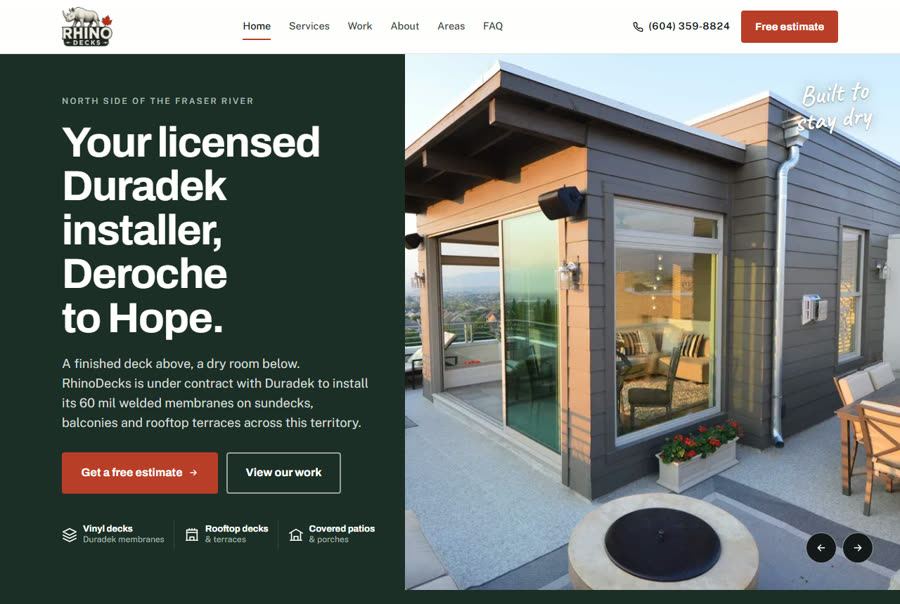 RHINO
DECKS
Home
Services
Work
About
Areas
FAQ
(604) 359-8824
Free estimate
NORTH SIDE OF THE FRASER RIVER
Your licensed
Duradek
installer,
Deroche
to Hope.
A finished deck above, a dry room below.
RhinoDecks is under contract with Duradek to install
its 60 mil welded membranes on sundecks,
balconies and rooftop terraces across this territory.
Get a free estimate →
View our work
Vinyl decks
Duradek membranes
Rooftop decks
& terraces
Covered patios
& porches
Built to
stay dry
← →